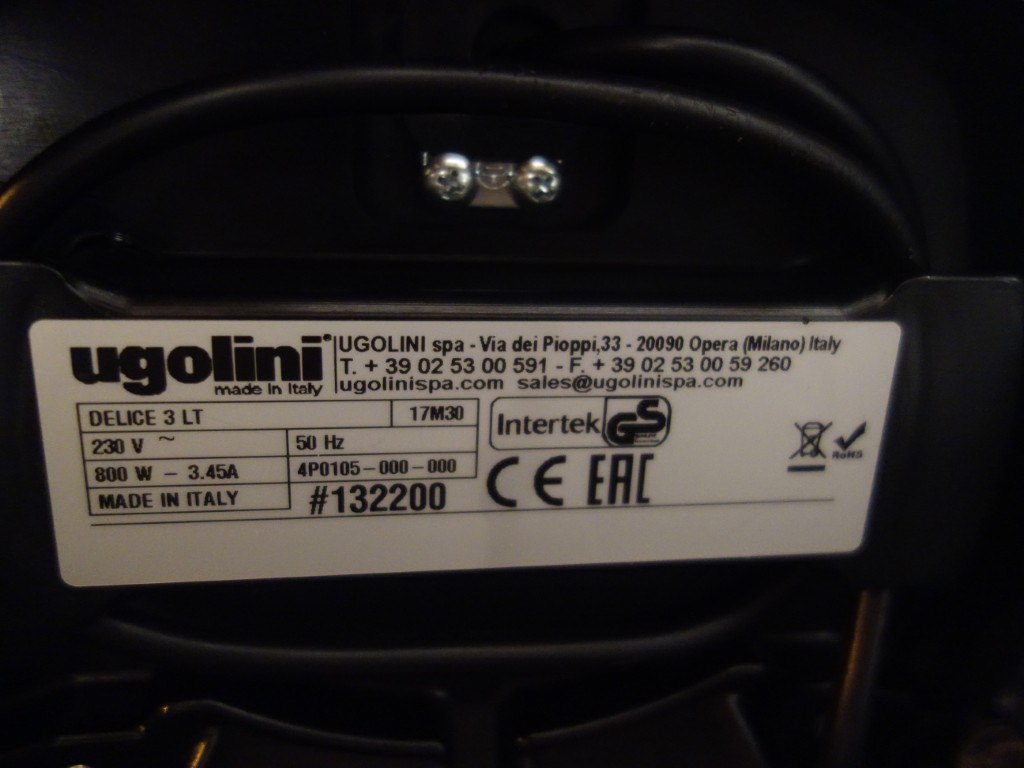 ugolini
made in Italy
UGOLINI spa - Via dei Pioppi,33 - 20090 Opera (Milano) Italy
T. + 39 02 53 00 591 - F. + 39 02 53 00 59 260
ugolinispa.com sales@ugolinispa.com
DELICE 3 LT 17M30
230 V ~ 50 Hz
800 W - 3.45A 4P0105-000-000
MADE IN ITALY #132200
Intertek GS
CE EAC
RoHS